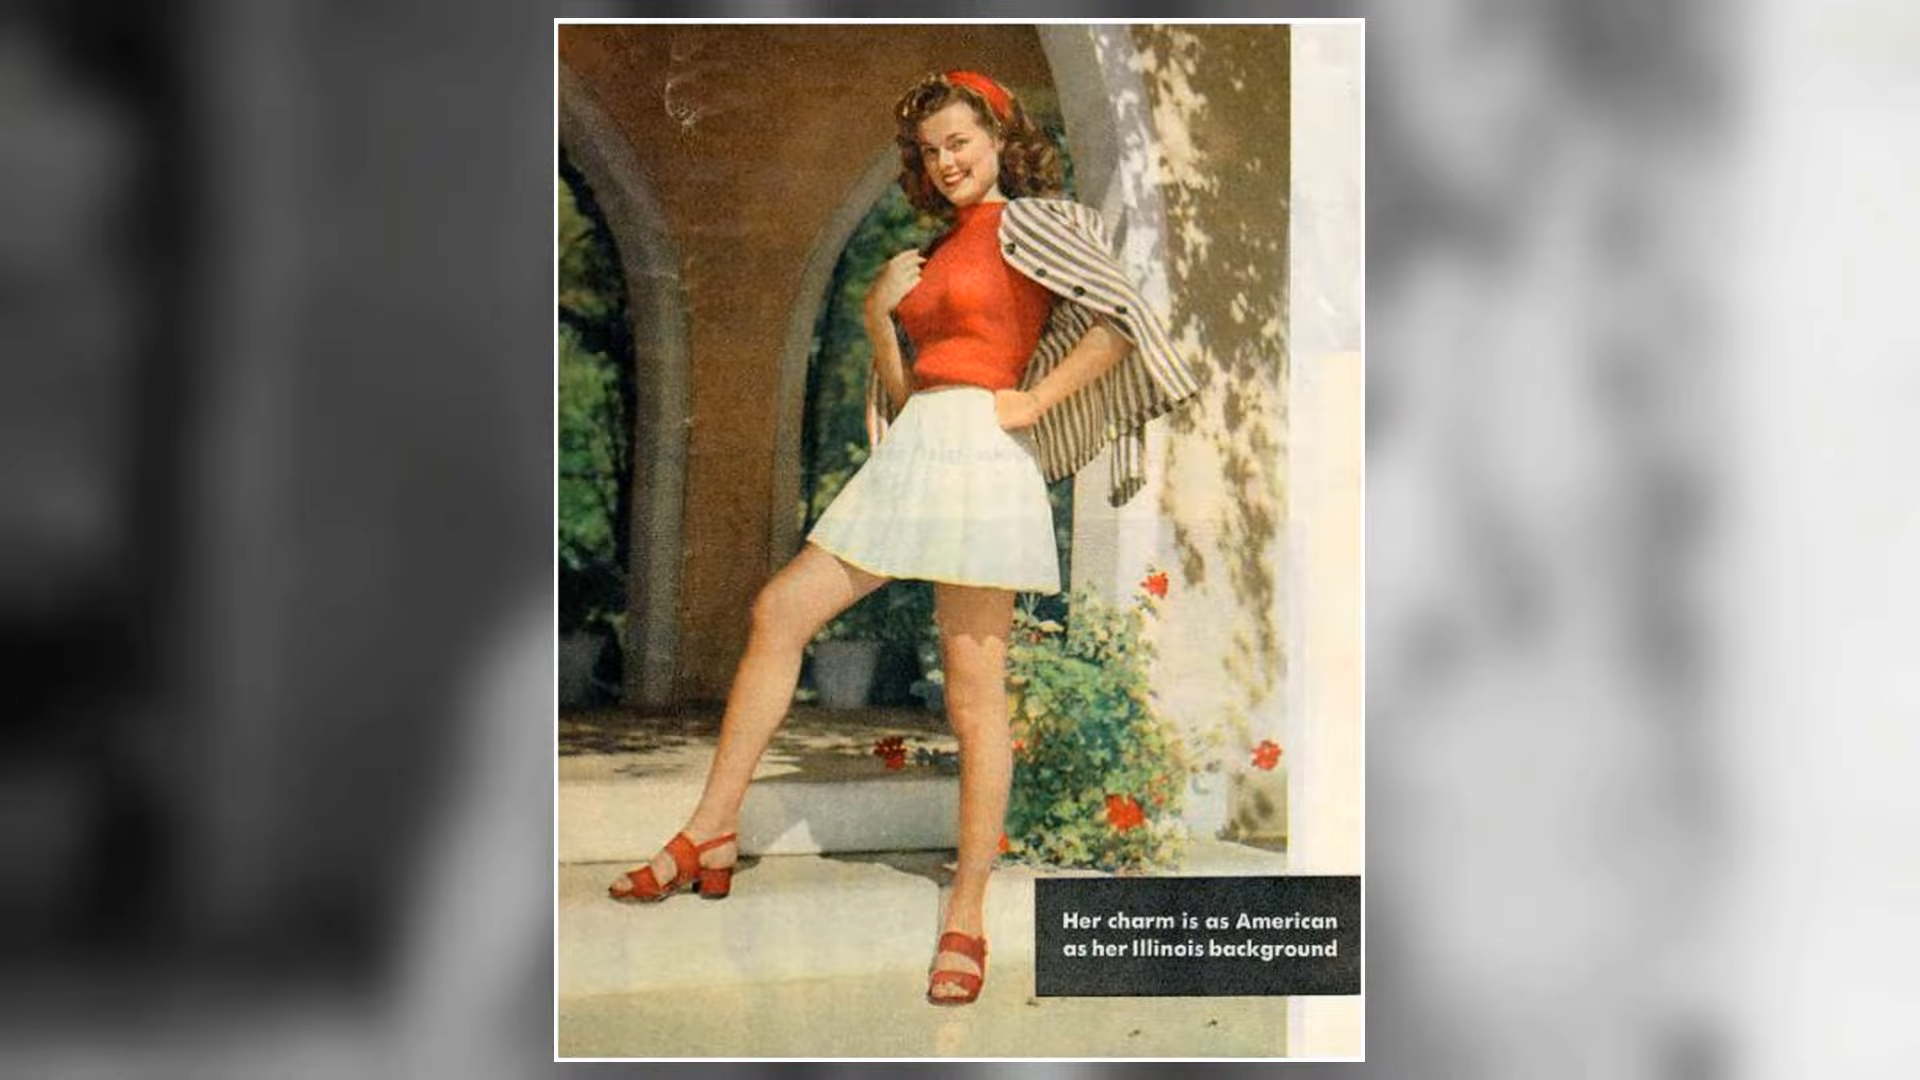 Her charm is as American
as her Illinois background